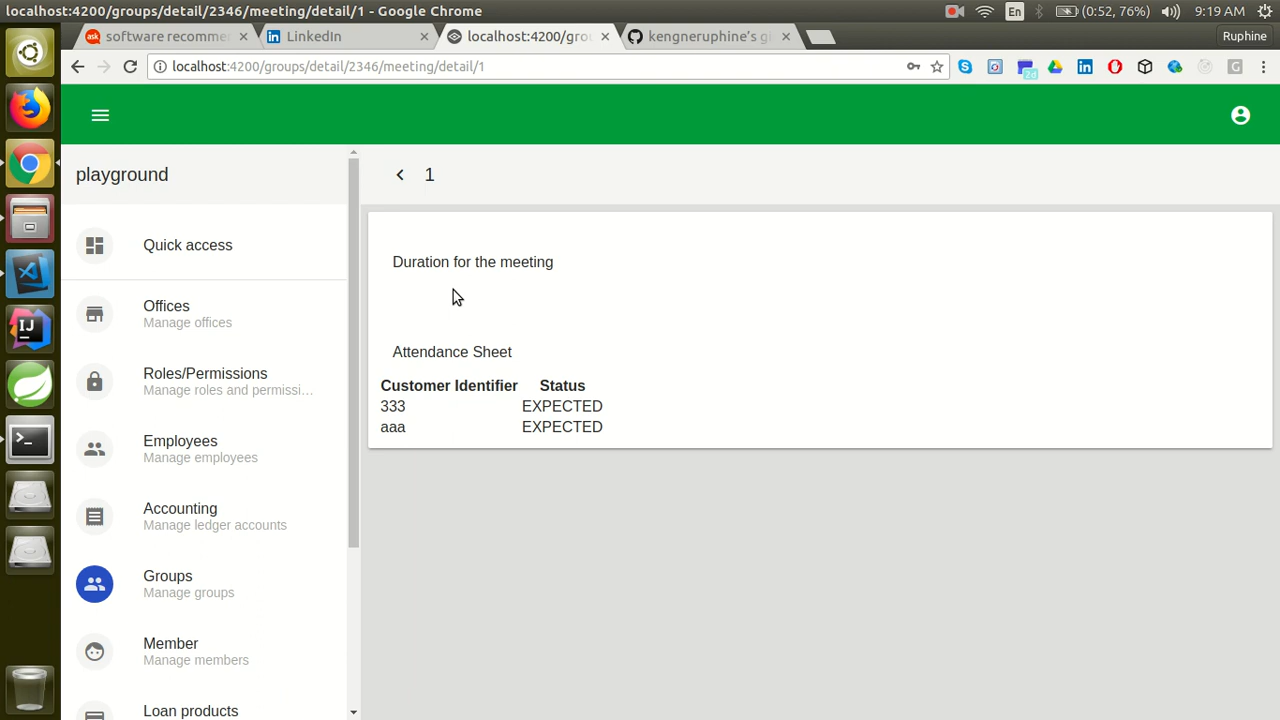 localhost:4200/groups/detail/2346/meeting/detail/1 - Google Chrome
En
(0:52, 76%)
9:19 AM
software recomme
LinkedIn
localhost:4200/grou
kengneruphine's gi
Ruphine
localhost:4200/groups/detail/2346/meeting/detail/1
2d
playground
1
Quick access
Duration for the meeting
Offices
Manage offices
Attendance Sheet
Roles/Permissions
Manage roles and permissi…
Customer Identifier Status
333 EXPECTED
aaa EXPECTED
Employees
Manage employees
Accounting
Manage ledger accounts
Groups
Manage groups
Member
Manage members
Loan products